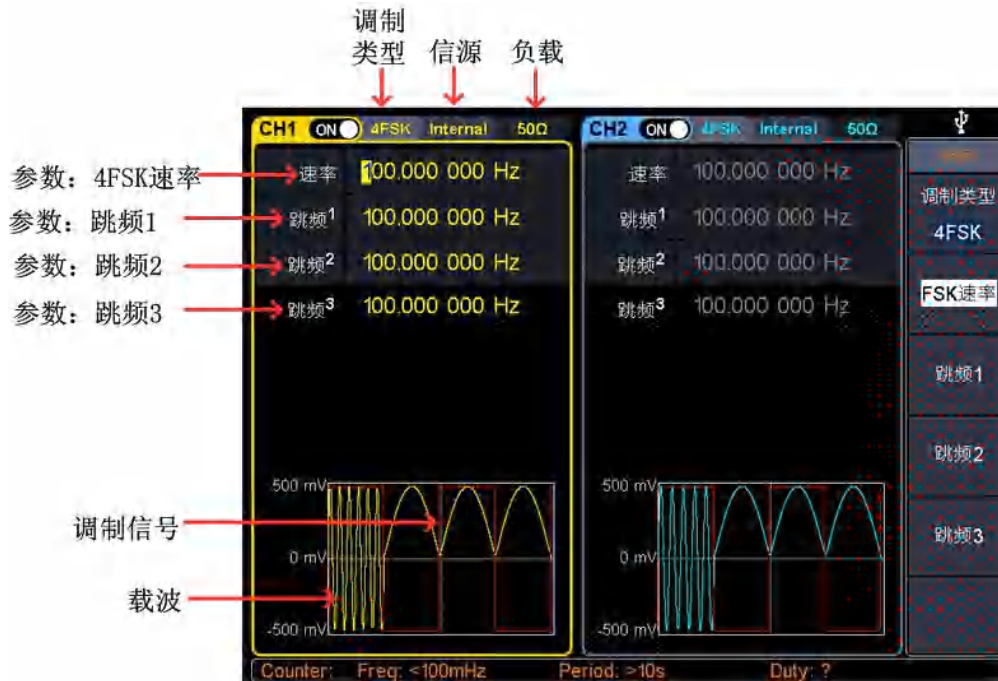 调制
类型 信源 负载
CH1 ON 4FSK Internal 50Ω
CH2 ON 4FSK Internal 50Ω
参数：4FSK速率
速率 100.000 000 Hz
速率 100.000 000 Hz
调制类型
4FSK
参数：跳频1
跳频1 100.000 000 Hz
跳频1 100.000 000 Hz
参数：跳频2
跳频2 100.000 000 Hz
跳频2 100.000 000 Hz
FSK速率
参数：跳频3
跳频3 100.000 000 Hz
跳频3 100.000 000 Hz
跳频1
跳频2
500 mV
500 mV
调制信号
跳频3
0 mV
0 mV
载波
-500 mV
-500 mV
Counter: Freq: <100mHz Period: >10s Duty: ?